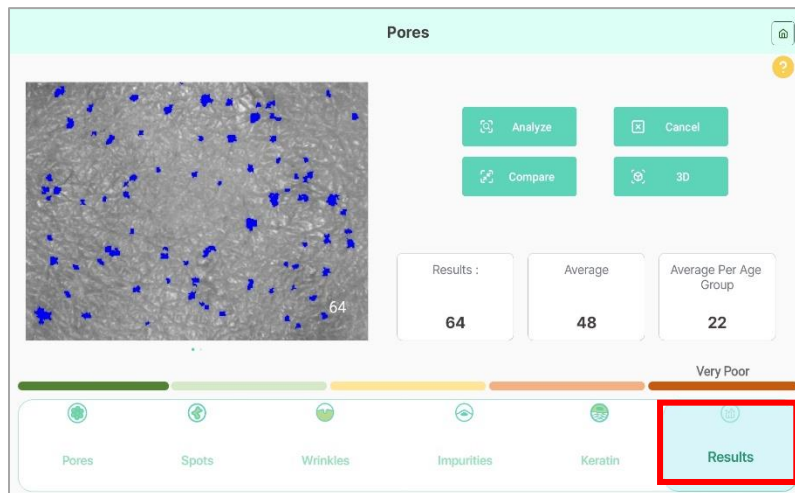 Pores
?
Analyze
Cancel
Compare
3D
64
Results :
Average
Average Per Age
Group
64
48
22
Very Poor
Pores
Spots
Wrinkles
Impurities
Keratin
Results